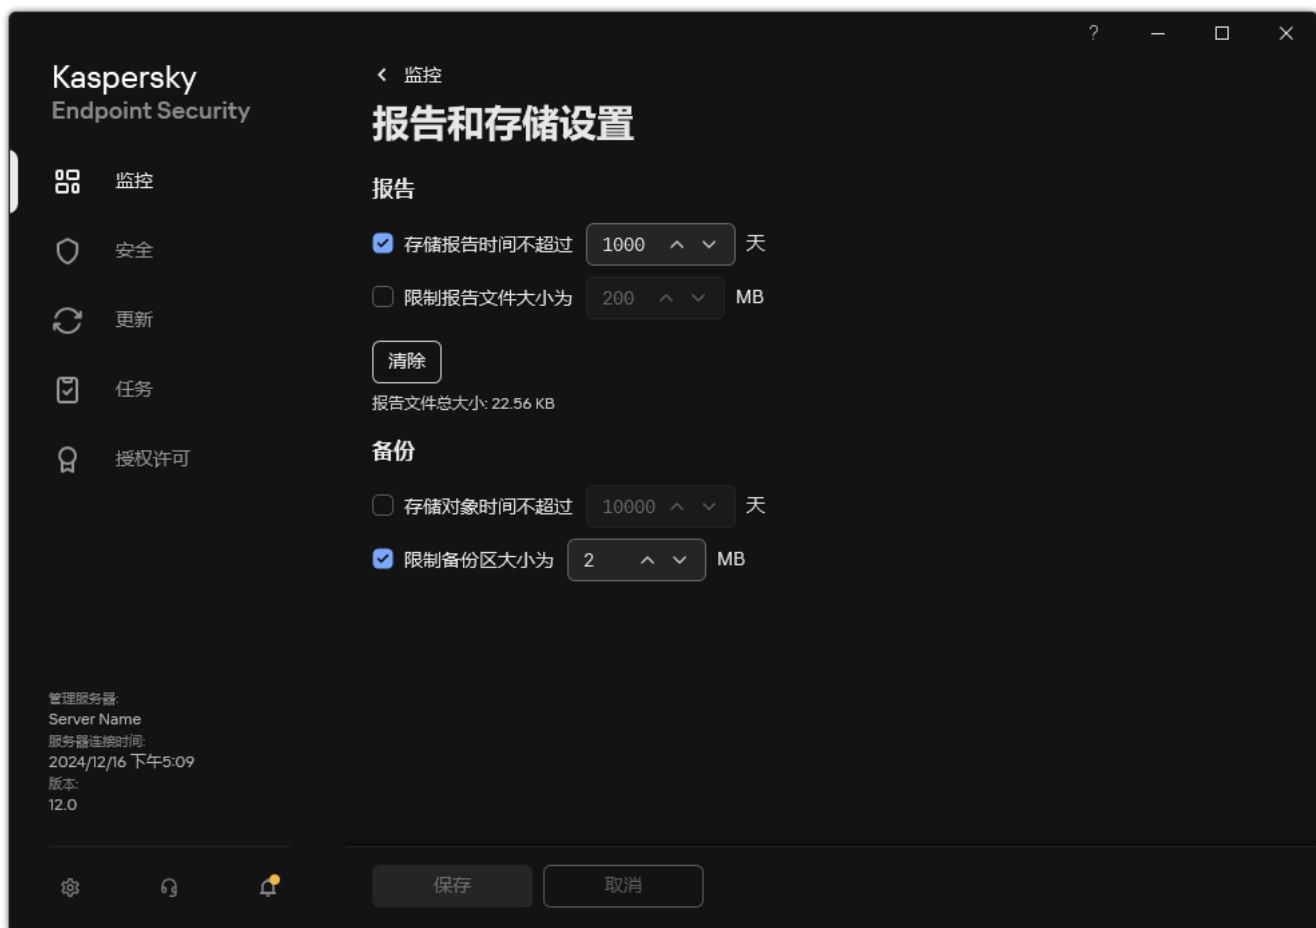 ?
Kaspersky
Endpoint Security
监控
安全
更新
任务
授权许可
管理服务器:
Server Name
服务器连接时间:
2024/12/16 下午5:09
版本:
12.0
监控
报告和存储设置
报告
存储报告时间不超过 1000 天
限制报告文件大小为 200 MB
清除
报告文件总大小: 22.56 KB
备份
存储对象时间不超过 10000 天
限制备份区大小为 2 MB
保存 取消